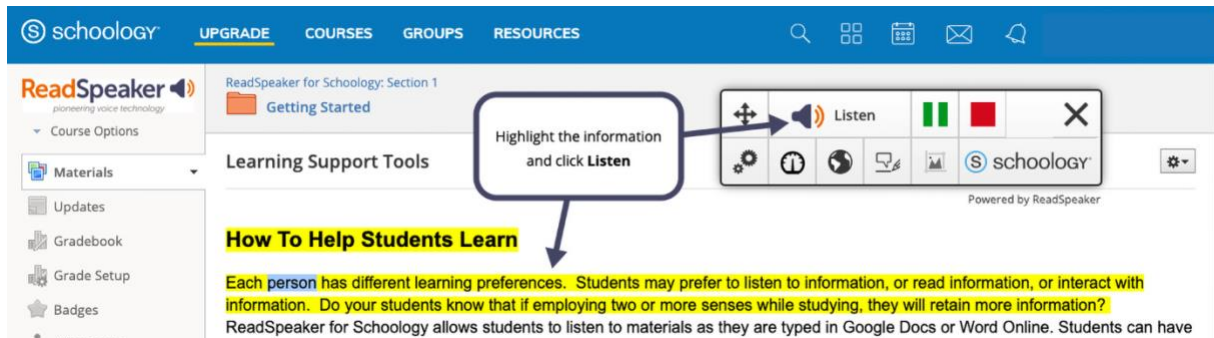 schoology UPGRADE COURSES GROUPS RESOURCES
ReadSpeaker
pioneering voice technology
Course Options
Materials
Updates
Gradebook
Grade Setup
Badges
ReadSpeaker for Schoology: Section 1
Getting Started
Highlight the information
and click Listen
Listen
schoology
Powered by ReadSpeaker
Learning Support Tools
How To Help Students Learn
Each person has different learning preferences. Students may prefer to listen to information, or read information, or interact with
information. Do your students know that if employing two or more senses while studying, they will retain more information?
ReadSpeaker for Schoology allows students to listen to materials as they are typed in Google Docs or Word Online. Students can have